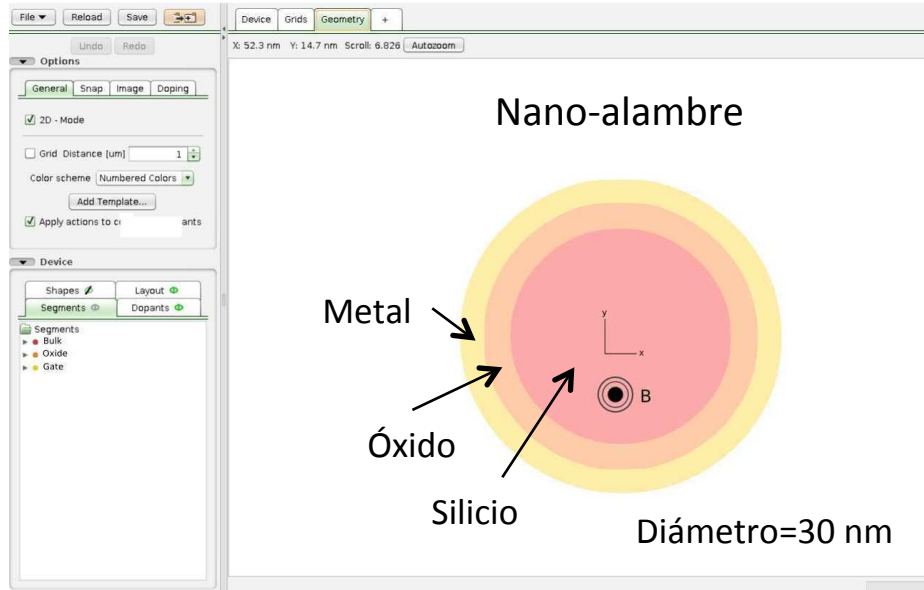 File Reload Save
Undo Redo
Options
General Snap Image Doping
2D - Mode
Grid Distance [um] 1
Color scheme Numbered Colors
Add Template...
Apply actions to c ants
Device
Shapes Layout
Segments Dopants
Segments
Bulk
Oxide
Gate
Device Grids Geometry +
X: 52.3 nm Y: 14.7 nm Scroll: 6.826 Autozoom
Nano-alambre
Metal
y
x
B
Óxido
Silicio
Diámetro=30 nm